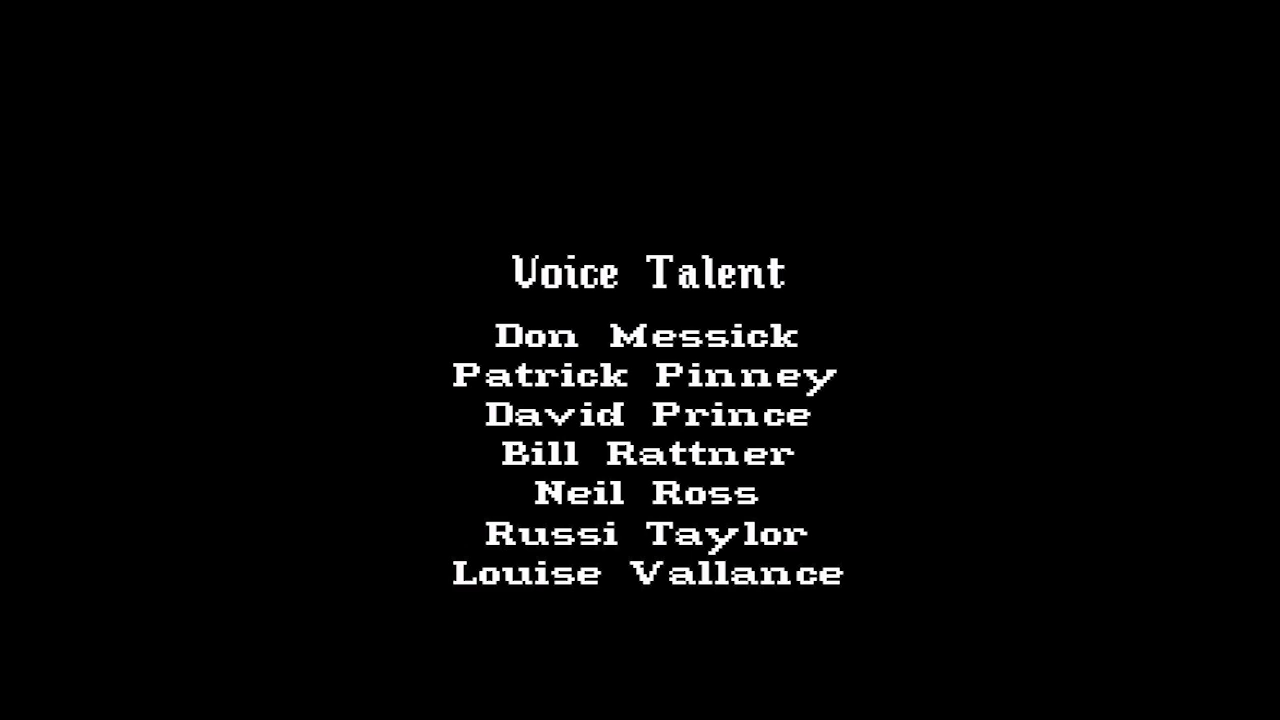 Voice Talent
Don Messick
Patrick Pinney
David Prince
Bill Rattner
Neil Ross
Russi Taylor
Louise Vallance